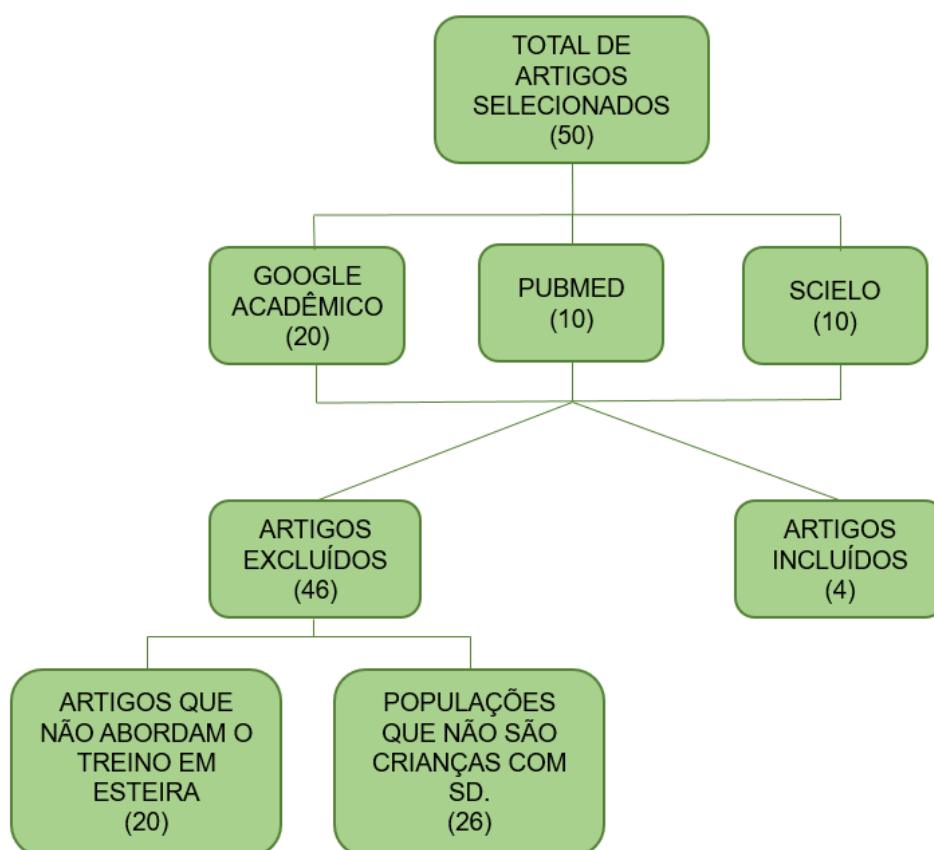 TOTAL DE
ARTIGOS
SELECIONADOS
(50)
GOOGLE
ACADÊMICO
(20)
PUBMED
(10)
SCIELO
(10)
ARTIGOS
EXCLUÍDOS
(46)
ARTIGOS
INCLUÍDOS
(4)
ARTIGOS QUE
NÃO ABORDAM O
TREINO EM
ESTEIRA
(20)
POPULAÇÕES
QUE NÃO SÃO
CRIANÇAS COM
SD.
(26)